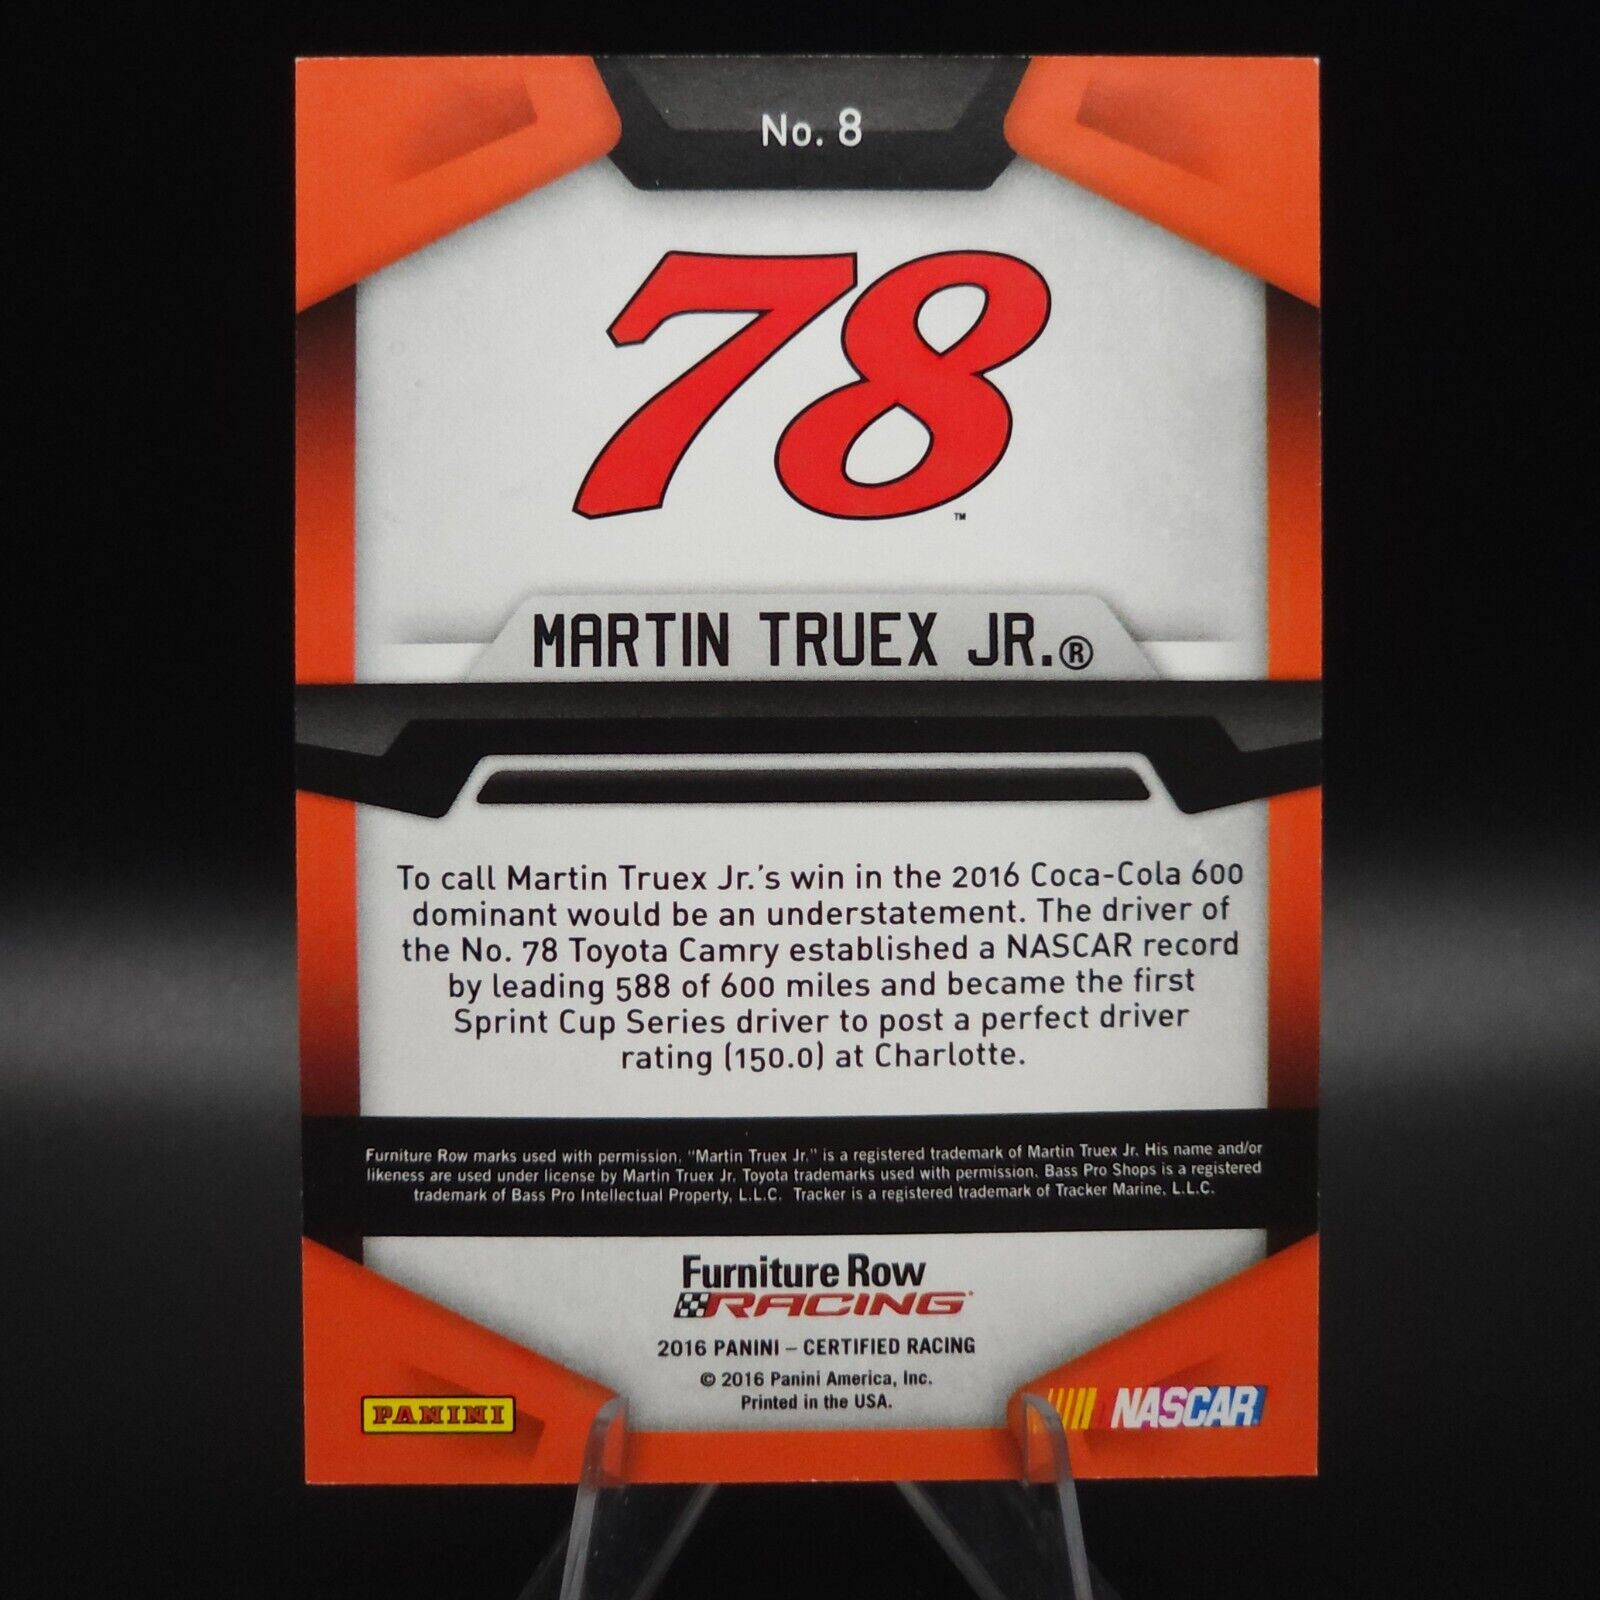 No. 8
78
™
MARTIN TRUEX JR.®
To call Martin Truex Jr.'s win in the 2016 Coca-Cola 600
dominant would be an understatement. The driver of
the No. 78 Toyota Camry established a NASCAR record
by leading 588 of 600 miles and became the first
Sprint Cup Series driver to post a perfect driver
rating (150.0) at Charlotte.
Furniture Row marks used with permission. "Martin Truex Jr." is a registered trademark of Martin Truex Jr. His name and/or
likeness are used under license by Martin Truex Jr. Toyota trademarks used with permission. Bass Pro Shops is a registered
trademark of Bass Pro Intellectual Property, L.L.C. Tracker is a registered trademark of Tracker Marine, L.L.C.
Furniture Row
RACING
2016 PANINI – CERTIFIED RACING
© 2016 Panini America, Inc.
Printed in the USA.
PANINI
NASCAR